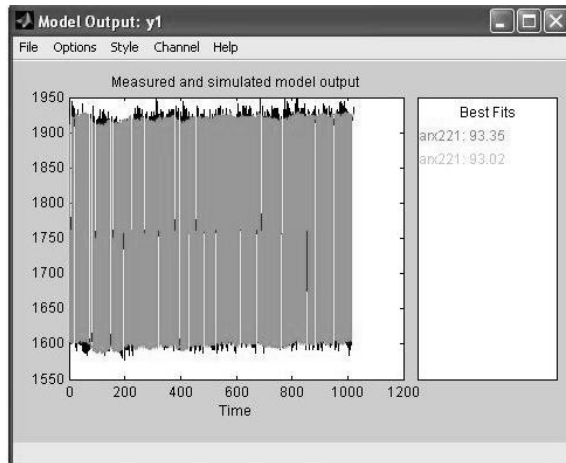 Model Output: y1
File Options Style Channel Help
Measured and simulated model output
1950
1900
1850
1800
1750
1700
1650
1600
1550
0 200 400 600 800 1000 1200
Time
Best Fits
arx221: 93.35
arx221: 93.02